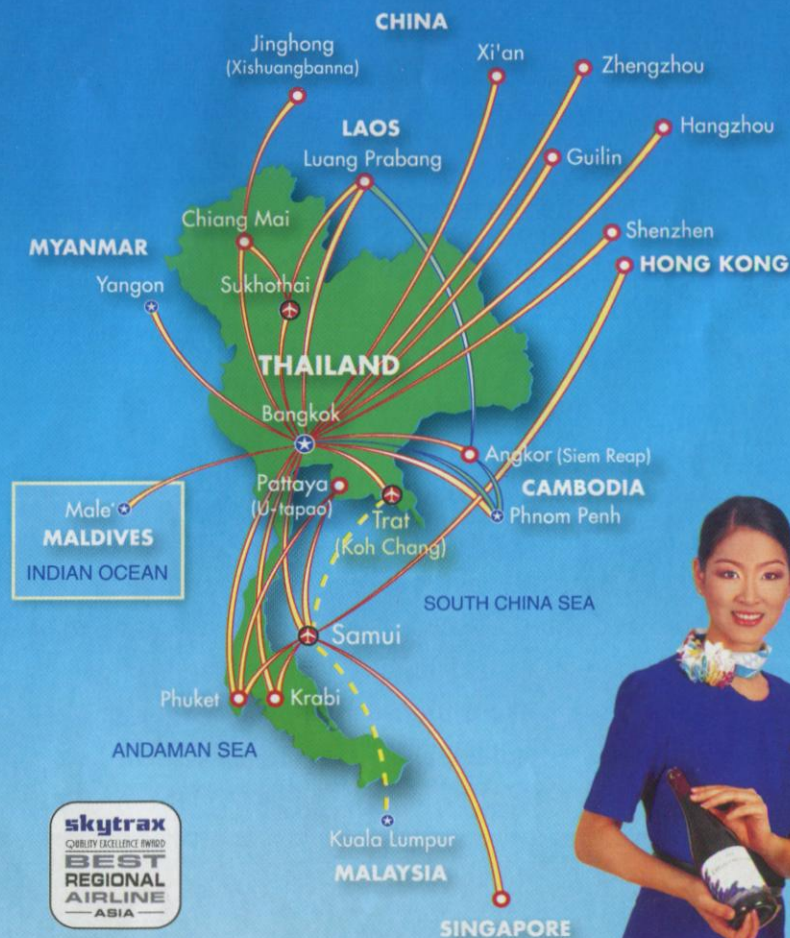 CHINA
Jinghong
(Xishuangbanna)
Xi'an
Zhengzhou
Hangzhou
LAOS
Luang Prabang
Guilin
Chiang Mai
Shenzhen
MYANMAR
HONG KONG
Yangon
Sukhothai
THAILAND
Bangkok
Angkor (Siem Reap)
Pattaya
(U-tapao)
CAMBODIA
Male'
Phnom Penh
MALDIVES
Trat
(Koh Chang)
INDIAN OCEAN
SOUTH CHINA SEA
Samui
Phuket
Krabi
ANDAMAN SEA
skytrax
QUALITY EXCELLENCE AWARD
BEST
REGIONAL
AIRLINE
ASIA
Kuala Lumpur
MALAYSIA
SINGAPORE